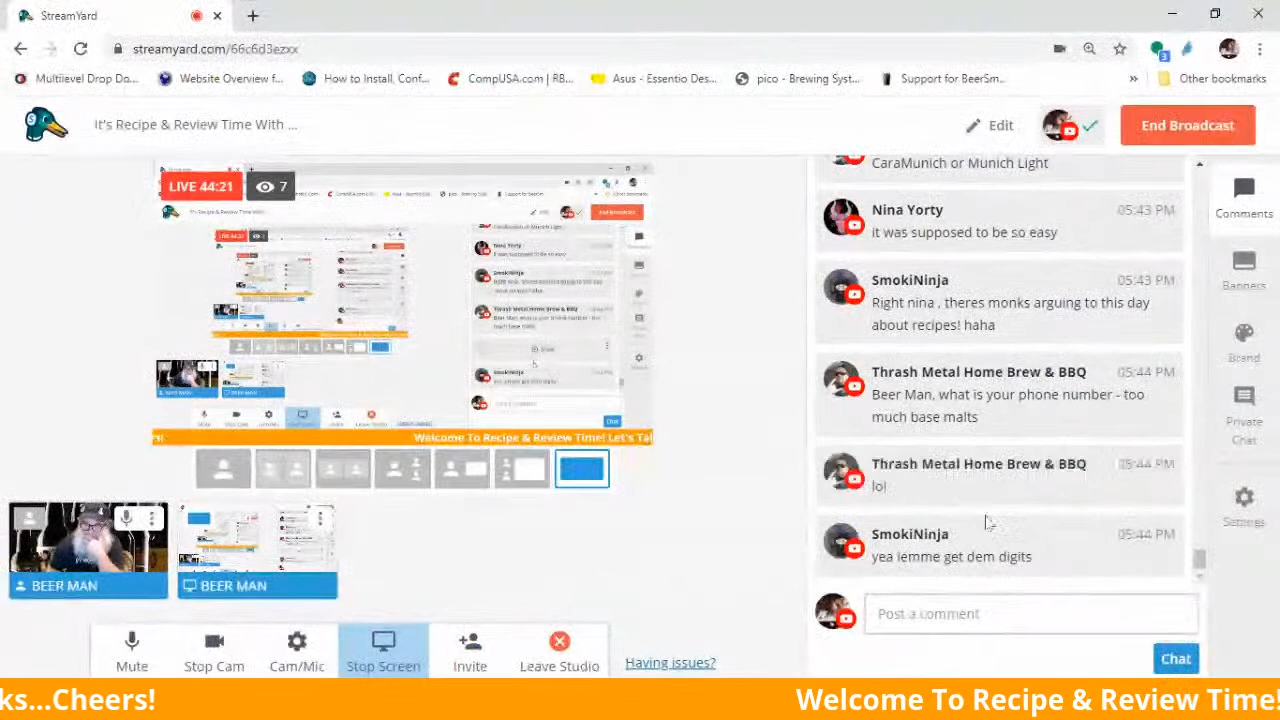 StreamYard
streamyard.com/66c6d3ezxx
Multilevel Drop Do...
Website Overview f...
How to Install, Conf...
CompUSA.com | RB...
Asus - Essentio Des...
pico - Brewing Syst...
Support for BeerSm...
»
Other bookmarks
3
It's Recipe & Review Time With ...
Edit
End Broadcast
LIVE 44:21
7
CaraMunich or Munich Light
Nina Yorty
05:43 PM
it was supposed to be so easy
SmokiNinja
05:43 PM
Right nina , theres monks arguing to this day
about recipes! haha
Thrash Metal Home Brew & BBQ
05:44 PM
Beer Man, what is your phone number - too
much base malts
Thrash Metal Home Brew & BBQ
05:44 PM
lol
SmokiNinja
05:44 PM
yea lemme get dem digits
Post a comment
Chat
Comments
Banners
Brand
Private
Chat
Settings
Welcome To Recipe & Review Time! Let's Ta
BEER MAN
BEER MAN
Mute
Stop Cam
Cam/Mic
Stop Screen
Invite
Leave Studio
Having issues?
ks...Cheers!
Welcome To Recipe & Review Time!